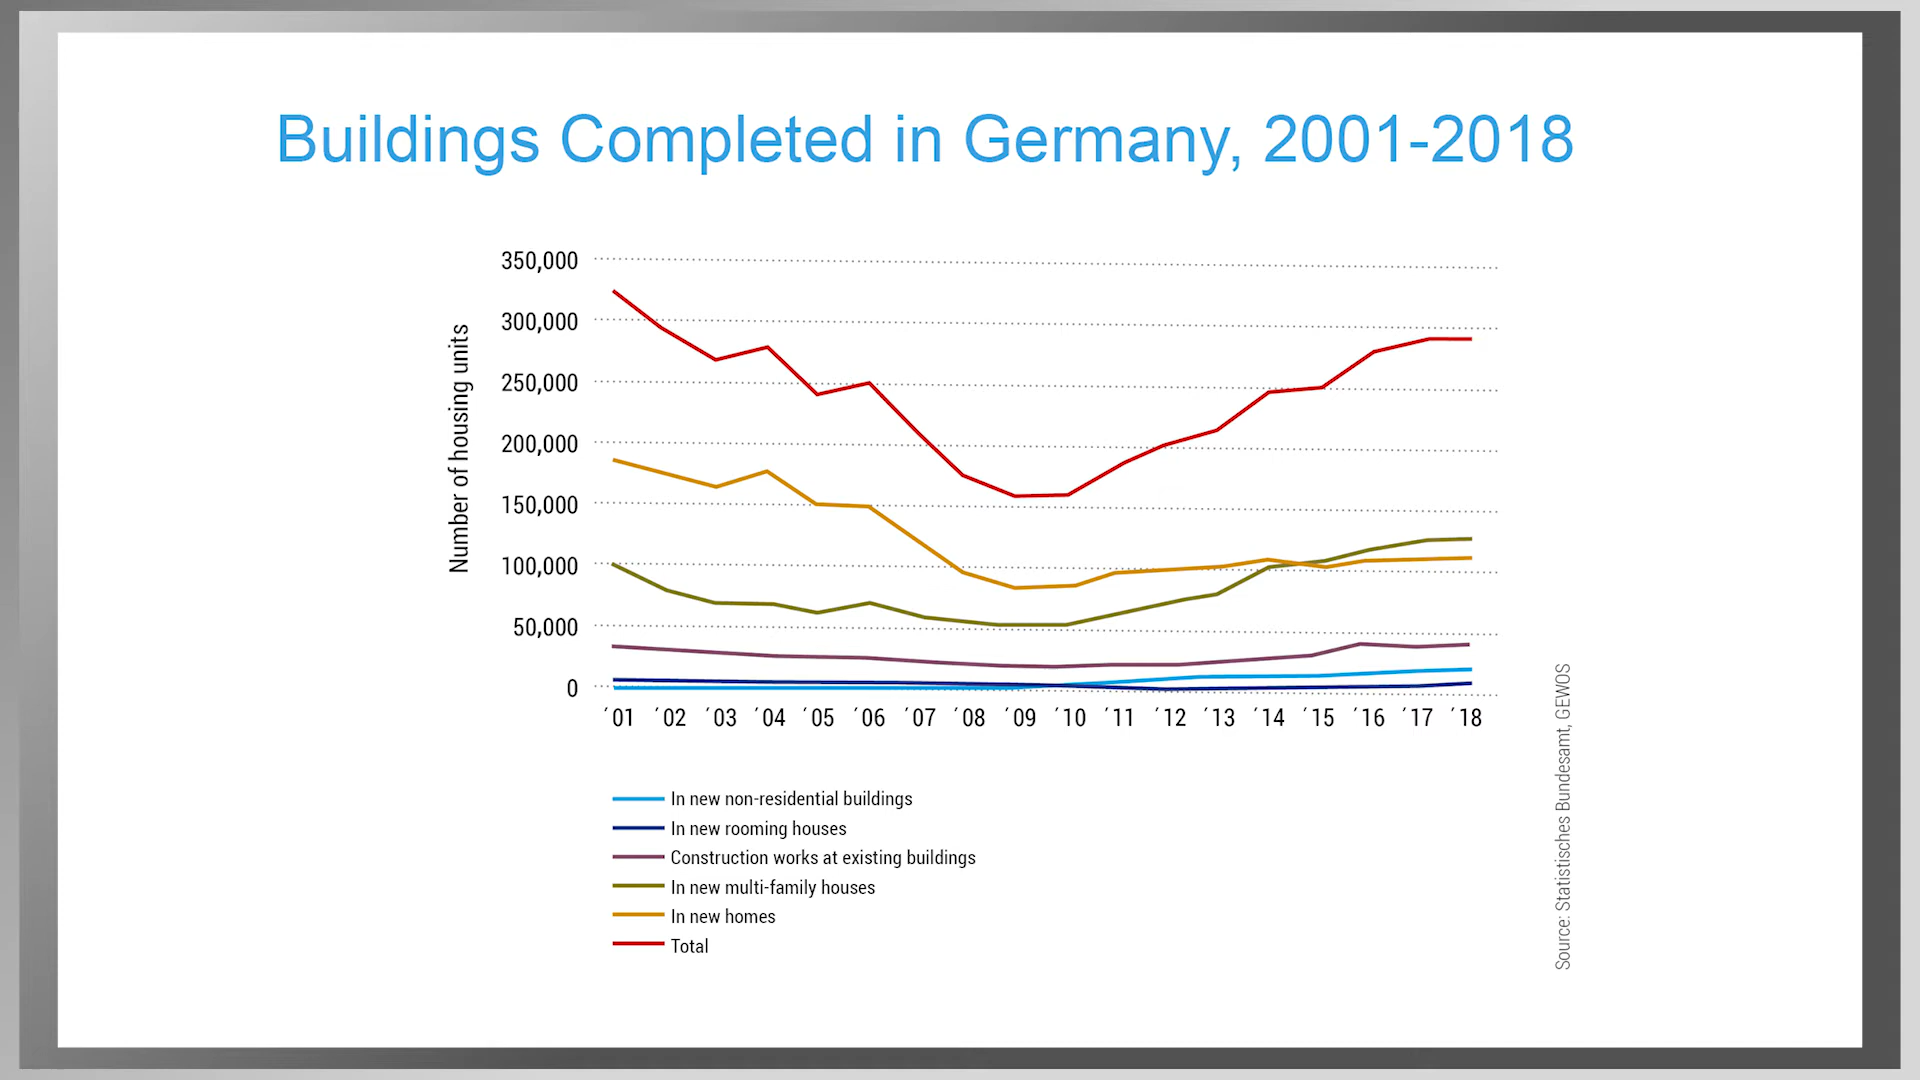 Buildings Completed in Germany, 2001-2018
Number of housing units
350,000
300,000
250,000
200,000
150,000
100,000
50,000
0
´01 ´02 ´03 ´04 ´05 ´06 ´07 ´08 ´09 ´10 ´11 ´12 ´13 ´14 ´15 ´16 ´17 ´18
In new non-residential buildings
In new rooming houses
Construction works at existing buildings
In new multi-family houses
In new homes
Total
Source: Statistisches Bundesamt, GEWOS